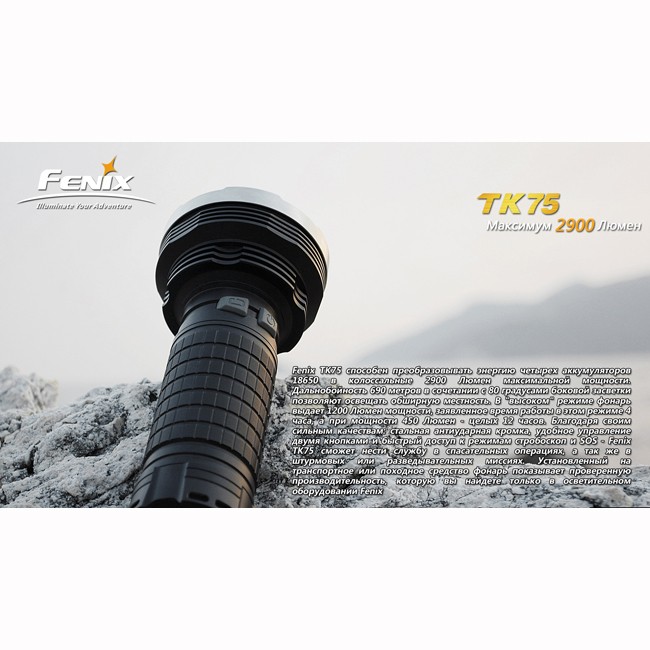 FENIX
Illuminate Your Adventure
TK75
Максимум 2900 Люмен
Fenix TK75 способен преобразовывать энергию четырех аккумуляторов
18650 в колоссальные 2900 Люмен максимальной мощности.
Дальнобойность 690 метров в сочетании с 80 градусами боковой засветки
позволяют освещать обширную местность. В "высоком" режиме фонарь
выдает 1200 Люмен мощности, заявленное время работы в этом режиме 4
часа, а при мощности 450 Люмен - целых 12 часов. Благодаря своим
сильным качествам стальная антиударная кромка, удобное управление
двумя кнопками и быстрый доступ к режимам стробоскоп и SOS - Fenix
TK75 сможет нести службу в спасательных операциях, а так же в
штурмовых или разведывательных миссиях. Установленный на
транспортное или походное средство фонарь показывает проверенную
производительность, которую вы найдете только в осветительном
оборудовании Fenix